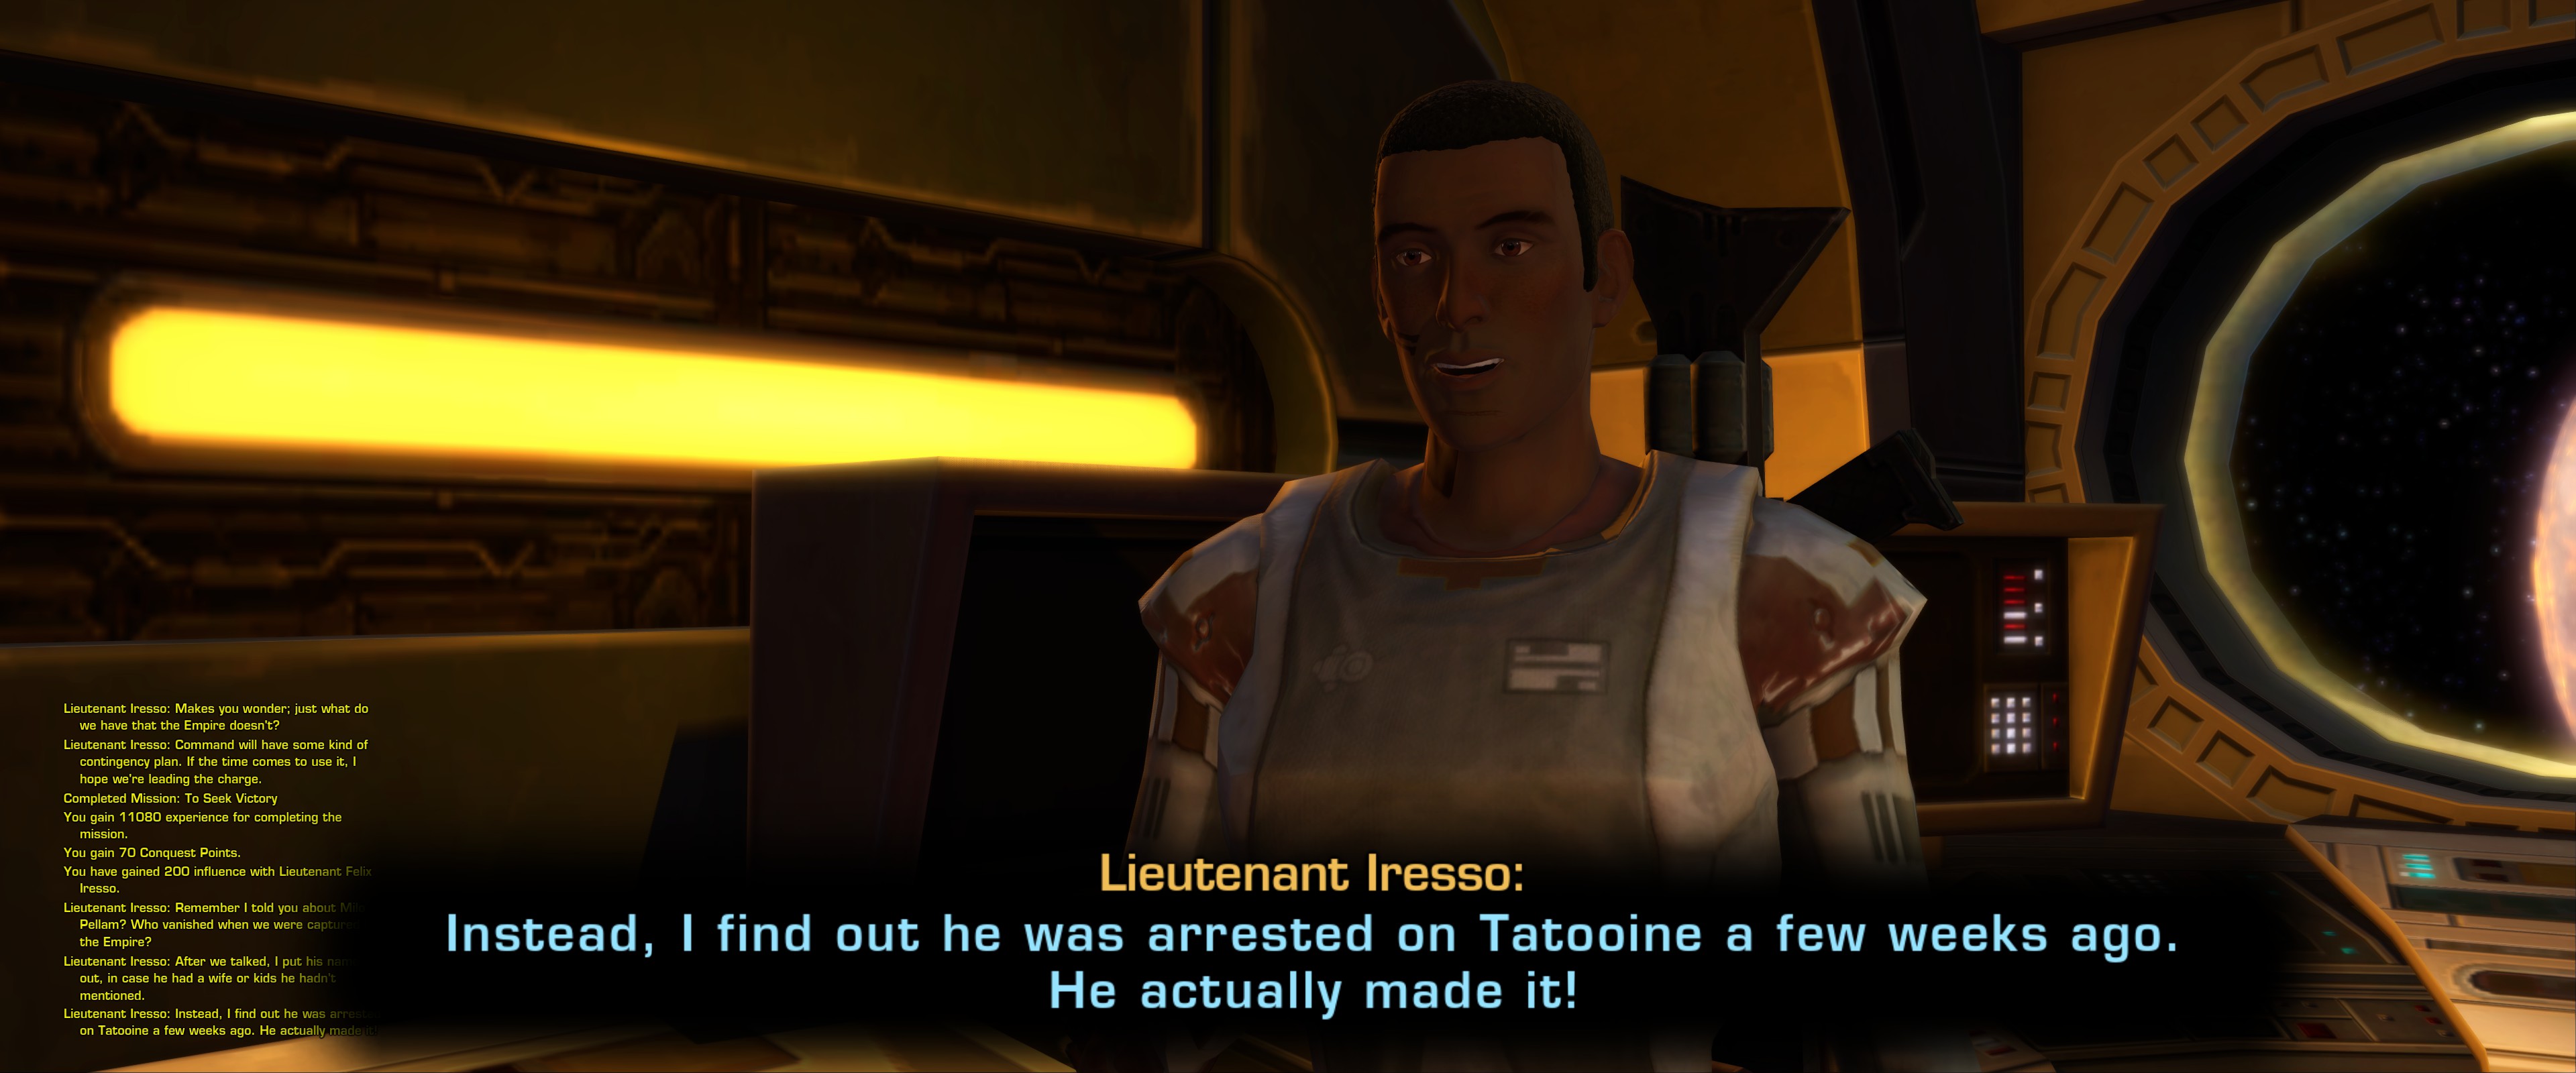 Lieutenant Iresso: Makes you wonder; just what do
we have that the Empire doesn't?
Lieutenant Iresso: Command will have some kind of
contingency plan. If the time comes to use it, I
hope we're leading the charge.
Completed Mission: To Seek Victory
You gain 11080 experience for completing the
mission.
You gain 70 Conquest Points.
You have gained 200 influence with Lieutenant Felix
Iresso.
Lieutenant Iresso: Remember I told you about
Pellam? Who vanished when we were
the Empire?
Lieutenant Iresso: After we talked, I put his
out, in case he had a wife or kids he hadn't
mentioned.
Lieutenant Iresso: Instead, I find out he was
on Tatooine a few weeks ago. He actually made it!
Lieutenant Iresso:
Instead, I find out he was arrested on Tatooine a few weeks ago.
He actually made it!